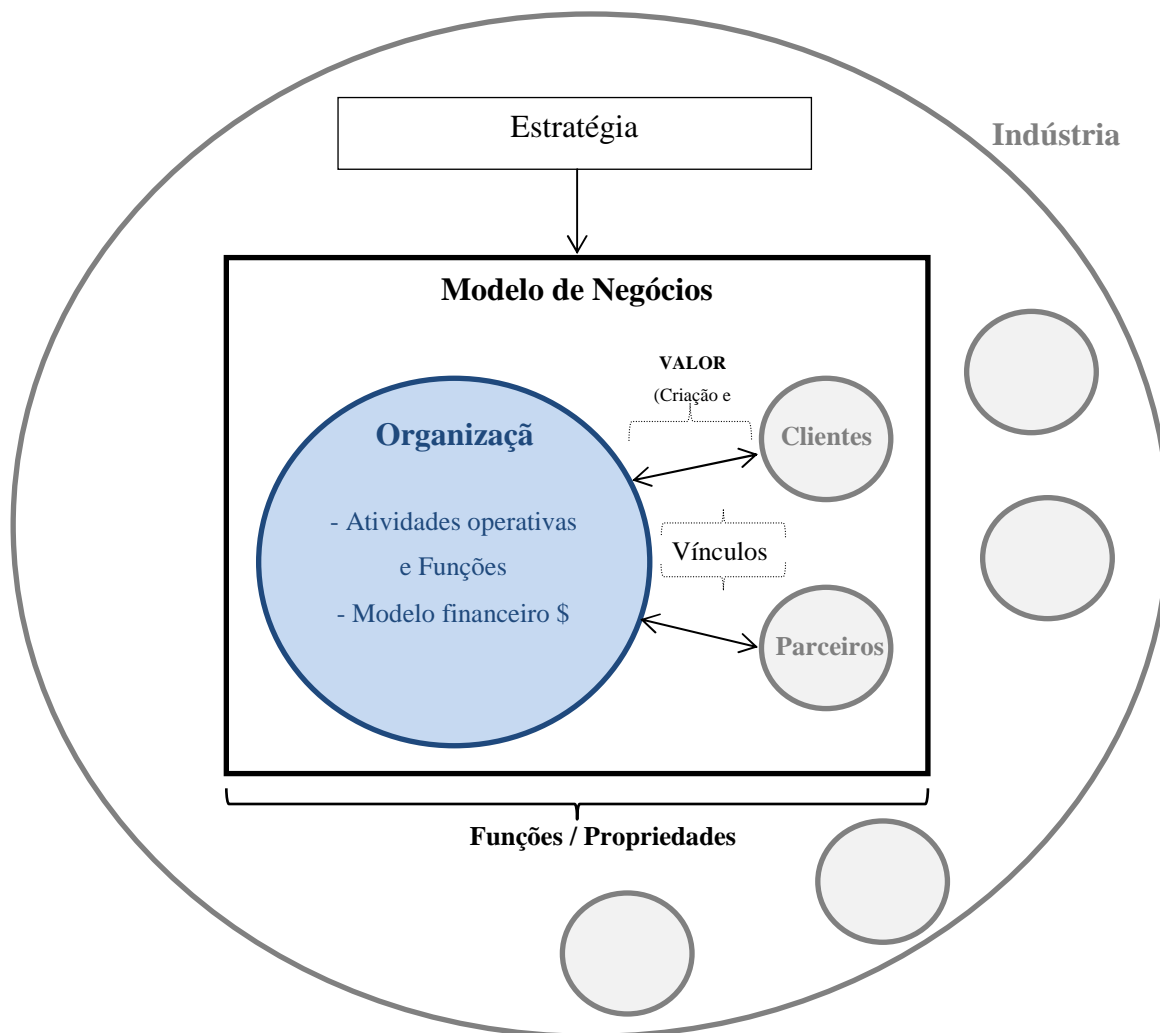 Estratégia
Indústria
Modelo de Negócios
VALOR
(Criação e
Organizaçã
Clientes
- Atividades operativas
e Funções
- Modelo financeiro $
Vínculos
Parceiros
Funções / Propriedades